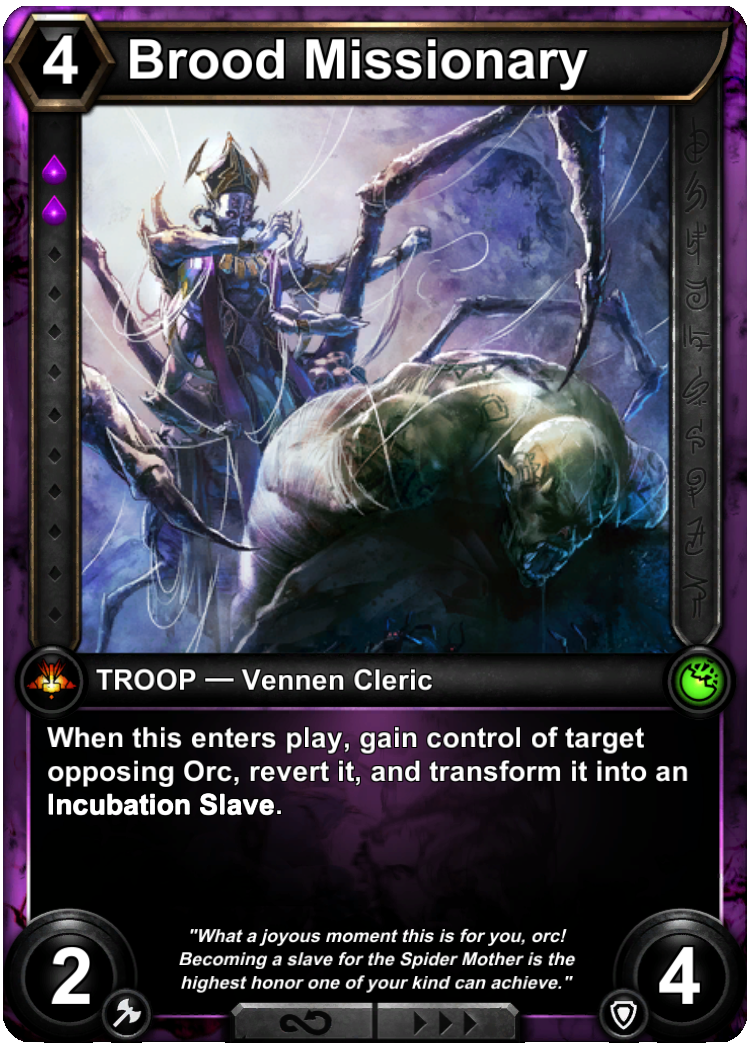 4 Brood Missionary
TROOP — Vennen Cleric
When this enters play, gain control of target
opposing Orc, revert it, and transform it into an
Incubation Slave.
"What a joyous moment this is for you, orc!
Becoming a slave for the Spider Mother is the
highest honor one of your kind can achieve."
2
4